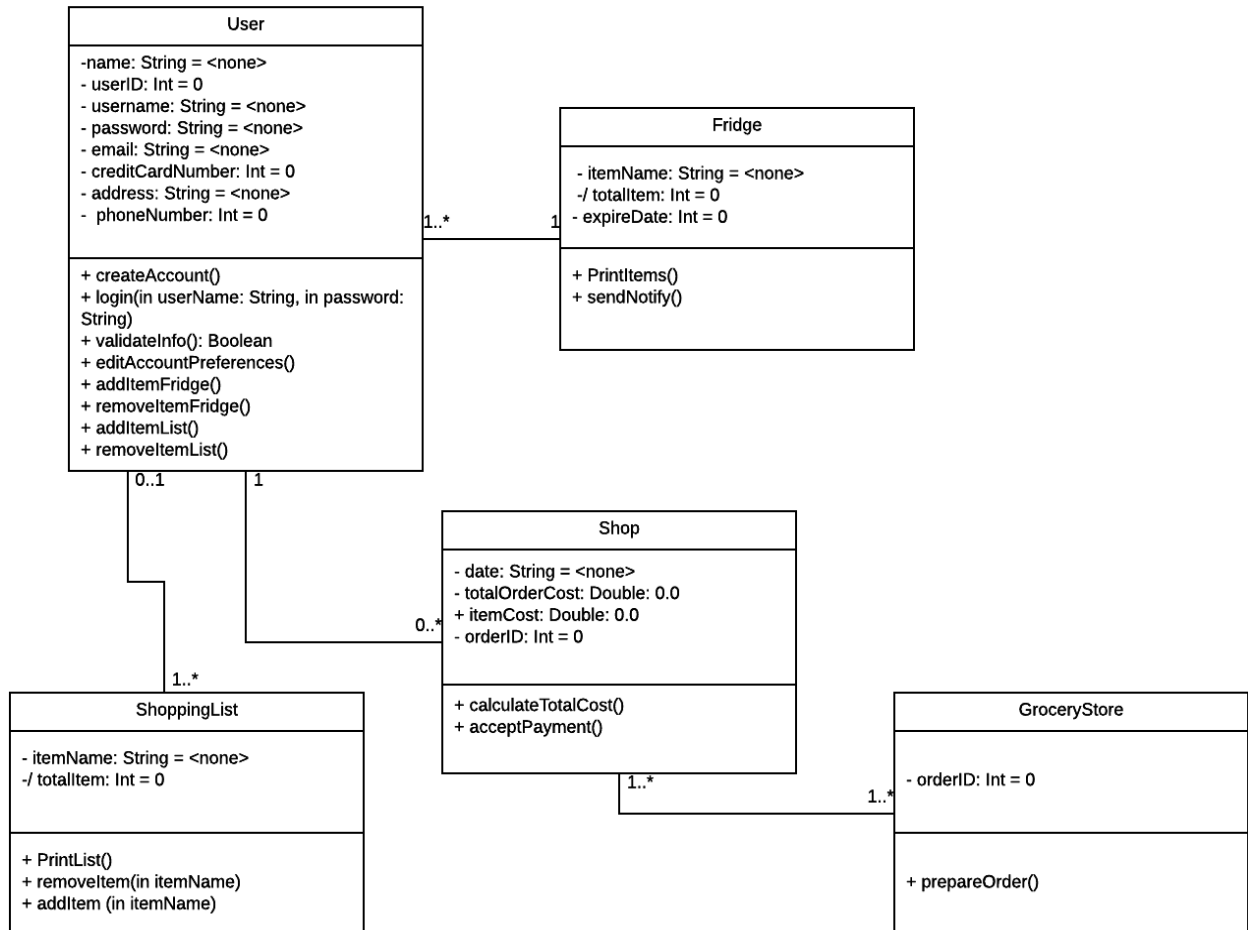 User
-name: String = <none>
- userID: Int = 0
- username: String = <none>
- password: String = <none>
- email: String = <none>
- creditCardNumber: Int = 0
- address: String = <none>
- phoneNumber: Int = 0
+ createAccount()
+ login(in userName: String, in password:
String)
+ validateInfo(): Boolean
+ editAccountPreferences()
+ addItemFridge()
+ removeItemFridge()
+ addItemList()
+ removeItemList()
1..*
1
Fridge
- itemName: String = <none>
-/ totalItem: Int = 0
- expireDate: Int = 0
+ PrintItems()
+ sendNotify()
0..1
1
0..*
1..*
Shop
- date: String = <none>
- totalOrderCost: Double: 0.0
+ itemCost: Double: 0.0
- orderID: Int = 0
+ calculateTotalCost()
+ acceptPayment()
ShoppingList
- itemName: String = <none>
-/ totalItem: Int = 0
+ PrintList()
+ removeItem(in itemName)
+ addItem (in itemName)
1..*
1..*
GroceryStore
- orderID: Int = 0
+ prepareOrder()